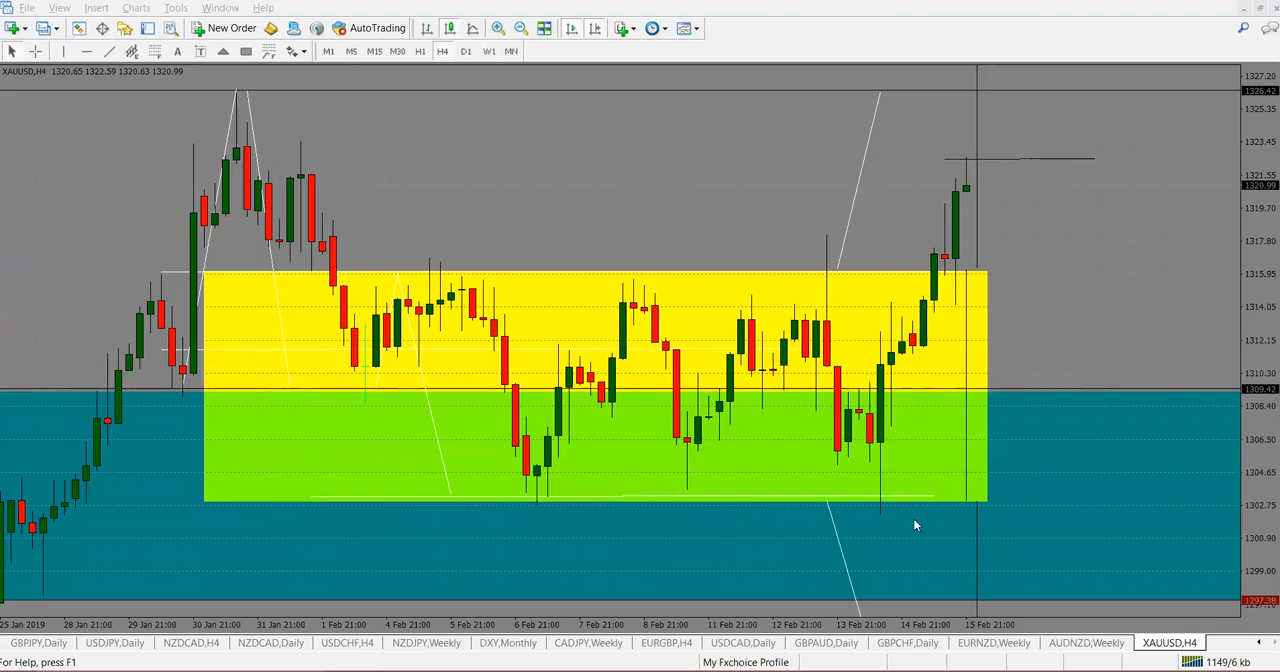 File View Insert Charts Tools Window Help
New Order AutoTrading
A T M1 M5 M15 M30 H1 H4 D1 W1 MN
XAUUSD,H4 1320.65 1322.59 1320.63 1320.99
1327.20
1326.42
1325.35
1323.45
1321.55
1320.99
1319.70
1317.80
1315.95
1314.05
1312.15
1310.30
1309.42
1308.40
1306.50
1304.65
1302.75
1300.90
1299.00
1297.38
25 Jan 2019 28 Jan 21:00 29 Jan 21:00 30 Jan 21:00 31 Jan 21:00 1 Feb 21:00 4 Feb 21:00 5 Feb 21:00 6 Feb 21:00 7 Feb 21:00 8 Feb 21:00 11 Feb 21:00 12 Feb 21:00 13 Feb 21:00 14 Feb 21:00 15 Feb 21:00
GBPJPY,Daily USDJPY,Daily NZDCAD,H4 NZDCAD,Daily USDCHF,H4 NZDJPY,Weekly DXY,Monthly CADJPY,Weekly EURGBP,H4 USDCAD,Daily GBPAUD,Daily GBPCHF,Daily EURNZD,Weekly AUDNZD,Weekly XAUUSD,H4
For Help, press F1 My Fxchoice Profile 1149/6 kb